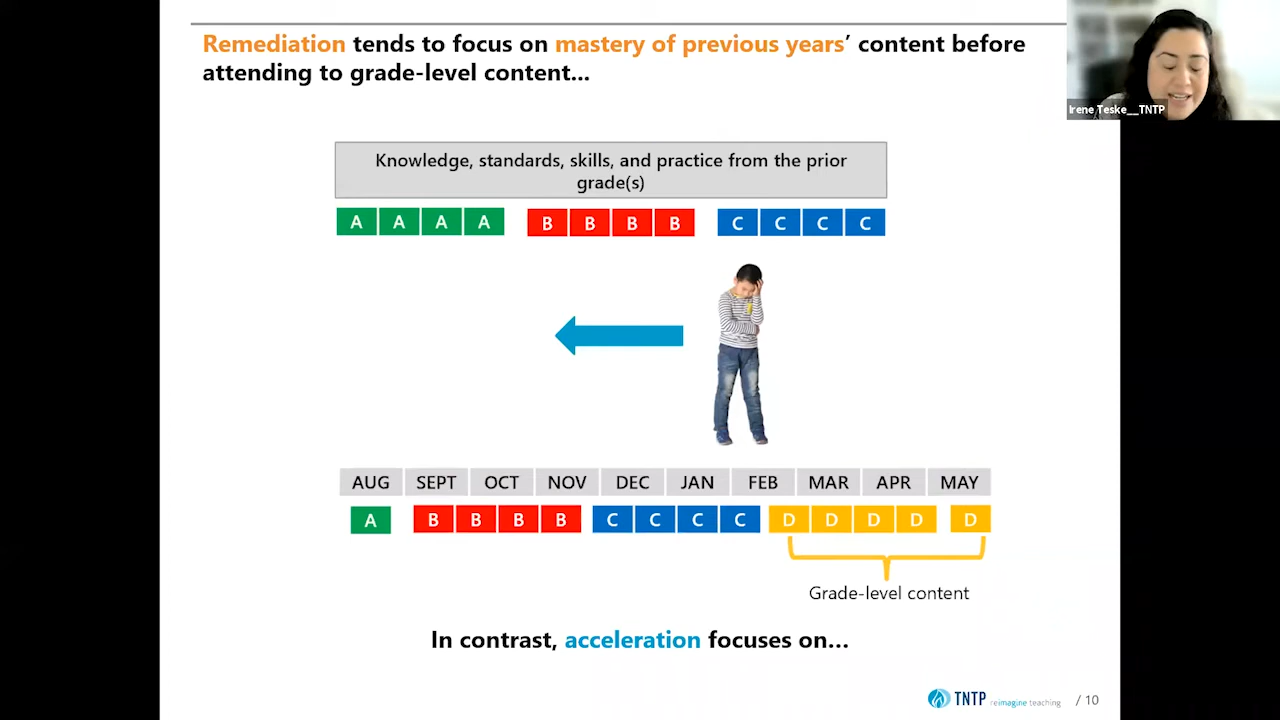 Remediation tends to focus on mastery of previous years’ content before
attending to grade-level content...
Irene Teske__TNTP
Knowledge, standards, skills, and practice from the prior
grade(s)
A A A A B B B B C C C C
AUG SEPT OCT NOV DEC JAN FEB MAR APR MAY
A B B B B C C C C D D D D D
Grade-level content
In contrast, acceleration focuses on…
TNTP reimagine teaching / 10